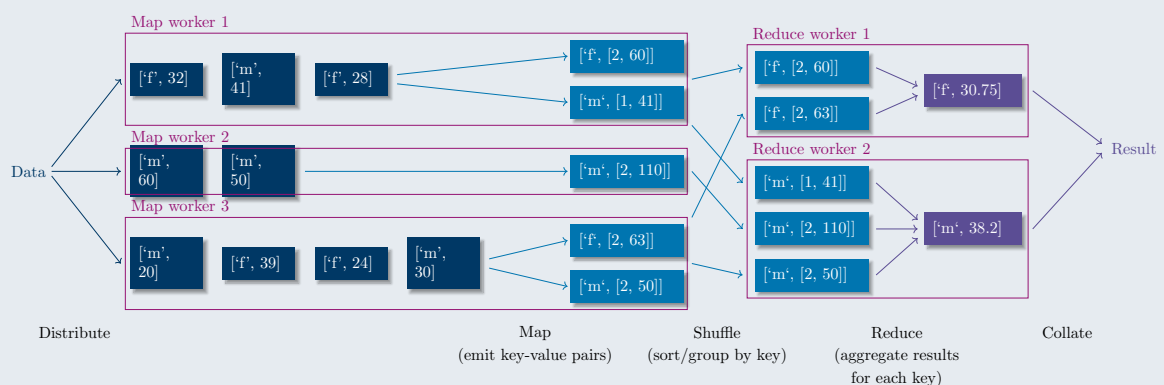 Map worker 1
[‘f’, 32]
[‘m’,
41]
[‘f’, 28]
[‘f‘, [2, 60]]
[‘m‘, [1, 41]]
Map worker 2
[‘m’,
60]
[‘m’,
50]
[‘m‘, [2, 110]]
Map worker 3
[‘m’,
20]
[‘f’, 39]
[‘f’, 24]
[‘m’,
30]
[‘f‘, [2, 63]]
[‘m‘, [2, 50]]
Data
Reduce worker 1
[‘f‘, [2, 60]]
[‘f‘, [2, 63]]
[‘f‘, 30.75]
Reduce worker 2
[‘m‘, [1, 41]]
[‘m‘, [2, 110]]
[‘m‘, [2, 50]]
[‘m‘, 38.2]
Result
Distribute
Map
(emit key-value pairs)
Shuffle
(sort/group by key)
Reduce
(aggregate results
for each key)
Collate